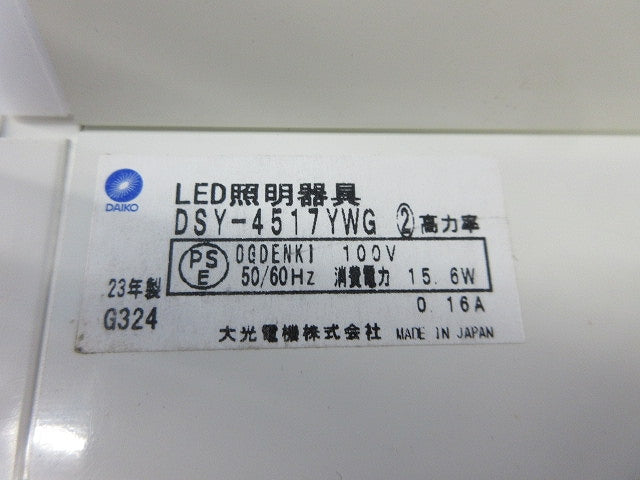 DAIKO
LED照明器具
DSY-4517YWG ②高力率
PS E DGDENKI 100V
50/60Hz 消費電力 15.6W
23年製
0.16A
G324
大光電機株式会社 MADE IN JAPAN